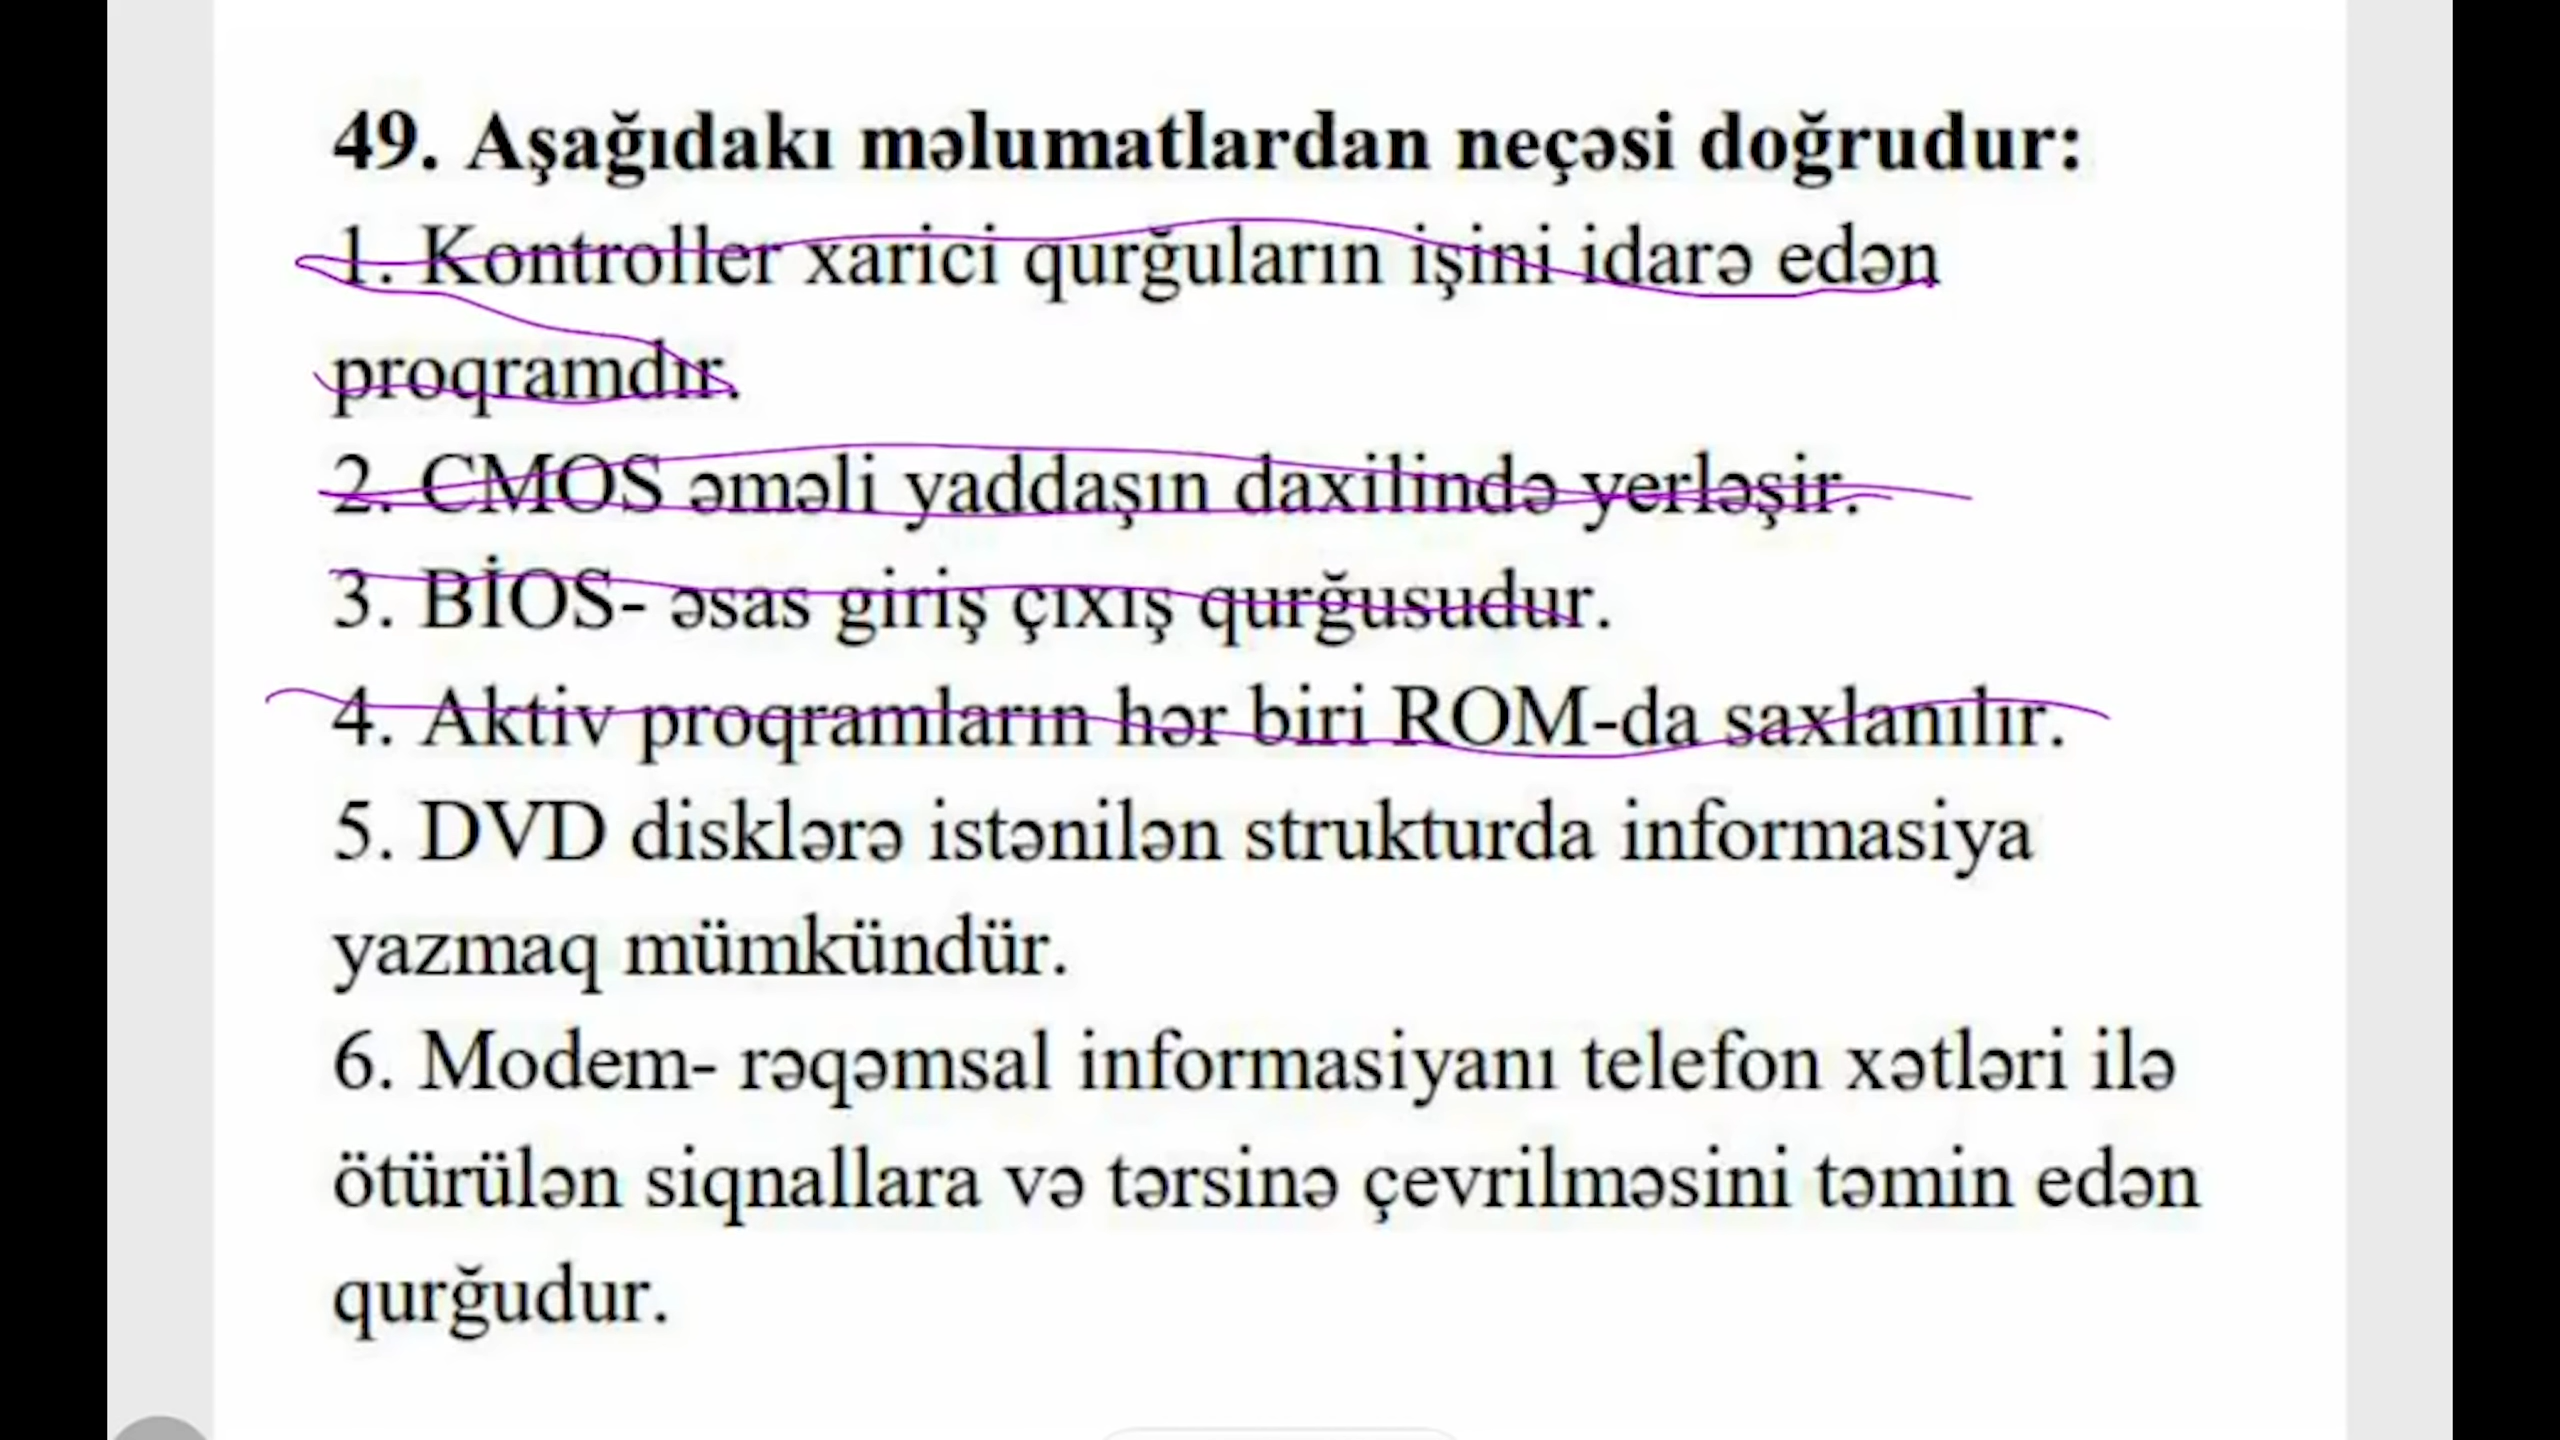 49. Aşağıdakı məlumatlardan neçəsi doğrudur:
1. Kontroller xarici qurğuların işini idarə edən
proqramdır.
2. CMOS əməli yaddaşın daxilində yerləşir.
3. BİOS- əsas giriş çıxış qurğusudur.
4. Aktiv proqramların hər biri ROM-da saxlanılır.
5. DVD disklərə istənilən strukturda informasiya
yazmaq mümkündür.
6. Modem- rəqəmsal informasiyanı telefon xətləri ilə
ötürülən siqnallara və tərsinə çevrilməsini təmin edən
qurğudur.